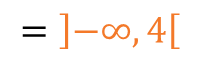 = ]−∞, 4[